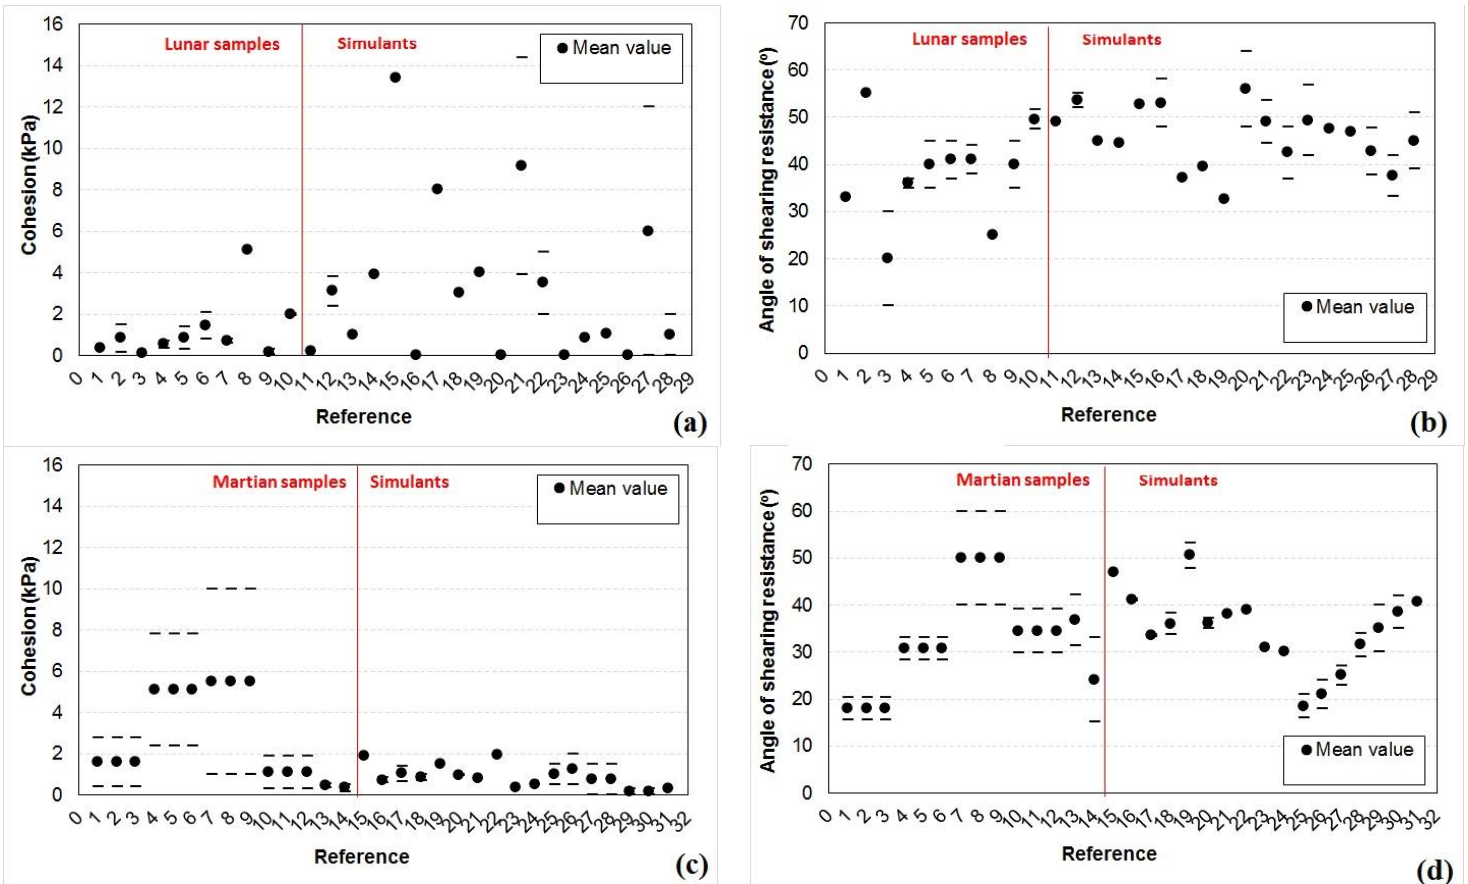 16
14
12
10
8
6
4
2
0
Cohesion (kPa)
Lunar samples
Simulants
Mean value
0 1 2 3 4 5 6 7 8 9 10 11 12 13 14 15 16 17 18 19 20 21 22 23 24 25 26 27 28 29
Reference
(a)
70
60
50
40
30
20
10
0
Angle of shearing resistance (º)
Lunar samples
Simulants
Mean value
0 1 2 3 4 5 6 7 8 9 10 11 12 13 14 15 16 17 18 19 20 21 22 23 24 25 26 27 28 29
Reference
(b)
16
14
12
10
8
6
4
2
0
Cohesion (kPa)
Martian samples
Simulants
Mean value
0 1 2 3 4 5 6 7 8 9 10 11 12 13 14 15 16 17 18 19 20 21 22 23 24 25 26 27 28 29 30 31 32
Reference
(c)
70
60
50
40
30
20
10
0
Angle of shearing resistance (º)
Martian samples
Simulants
Mean value
0 1 2 3 4 5 6 7 8 9 10 11 12 13 14 15 16 17 18 19 20 21 22 23 24 25 26 27 28 29 30 31 32
Reference
(d)